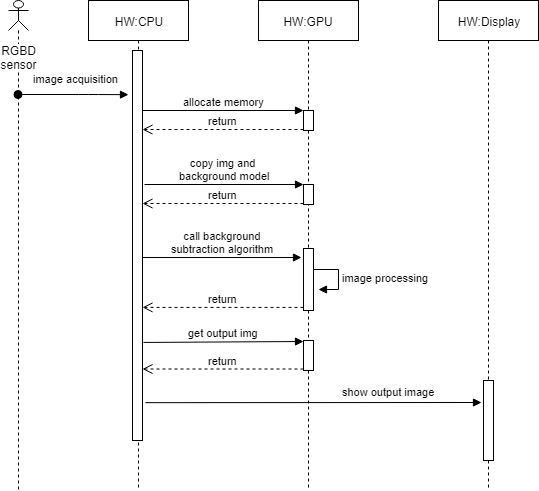 HW:CPU
HW:GPU
HW:Display
RGBD
sensor
image acquisition
allocate memory
return
copy img and
background model
return
call background
subtraction algorithm
image processing
return
get output img
return
show output image